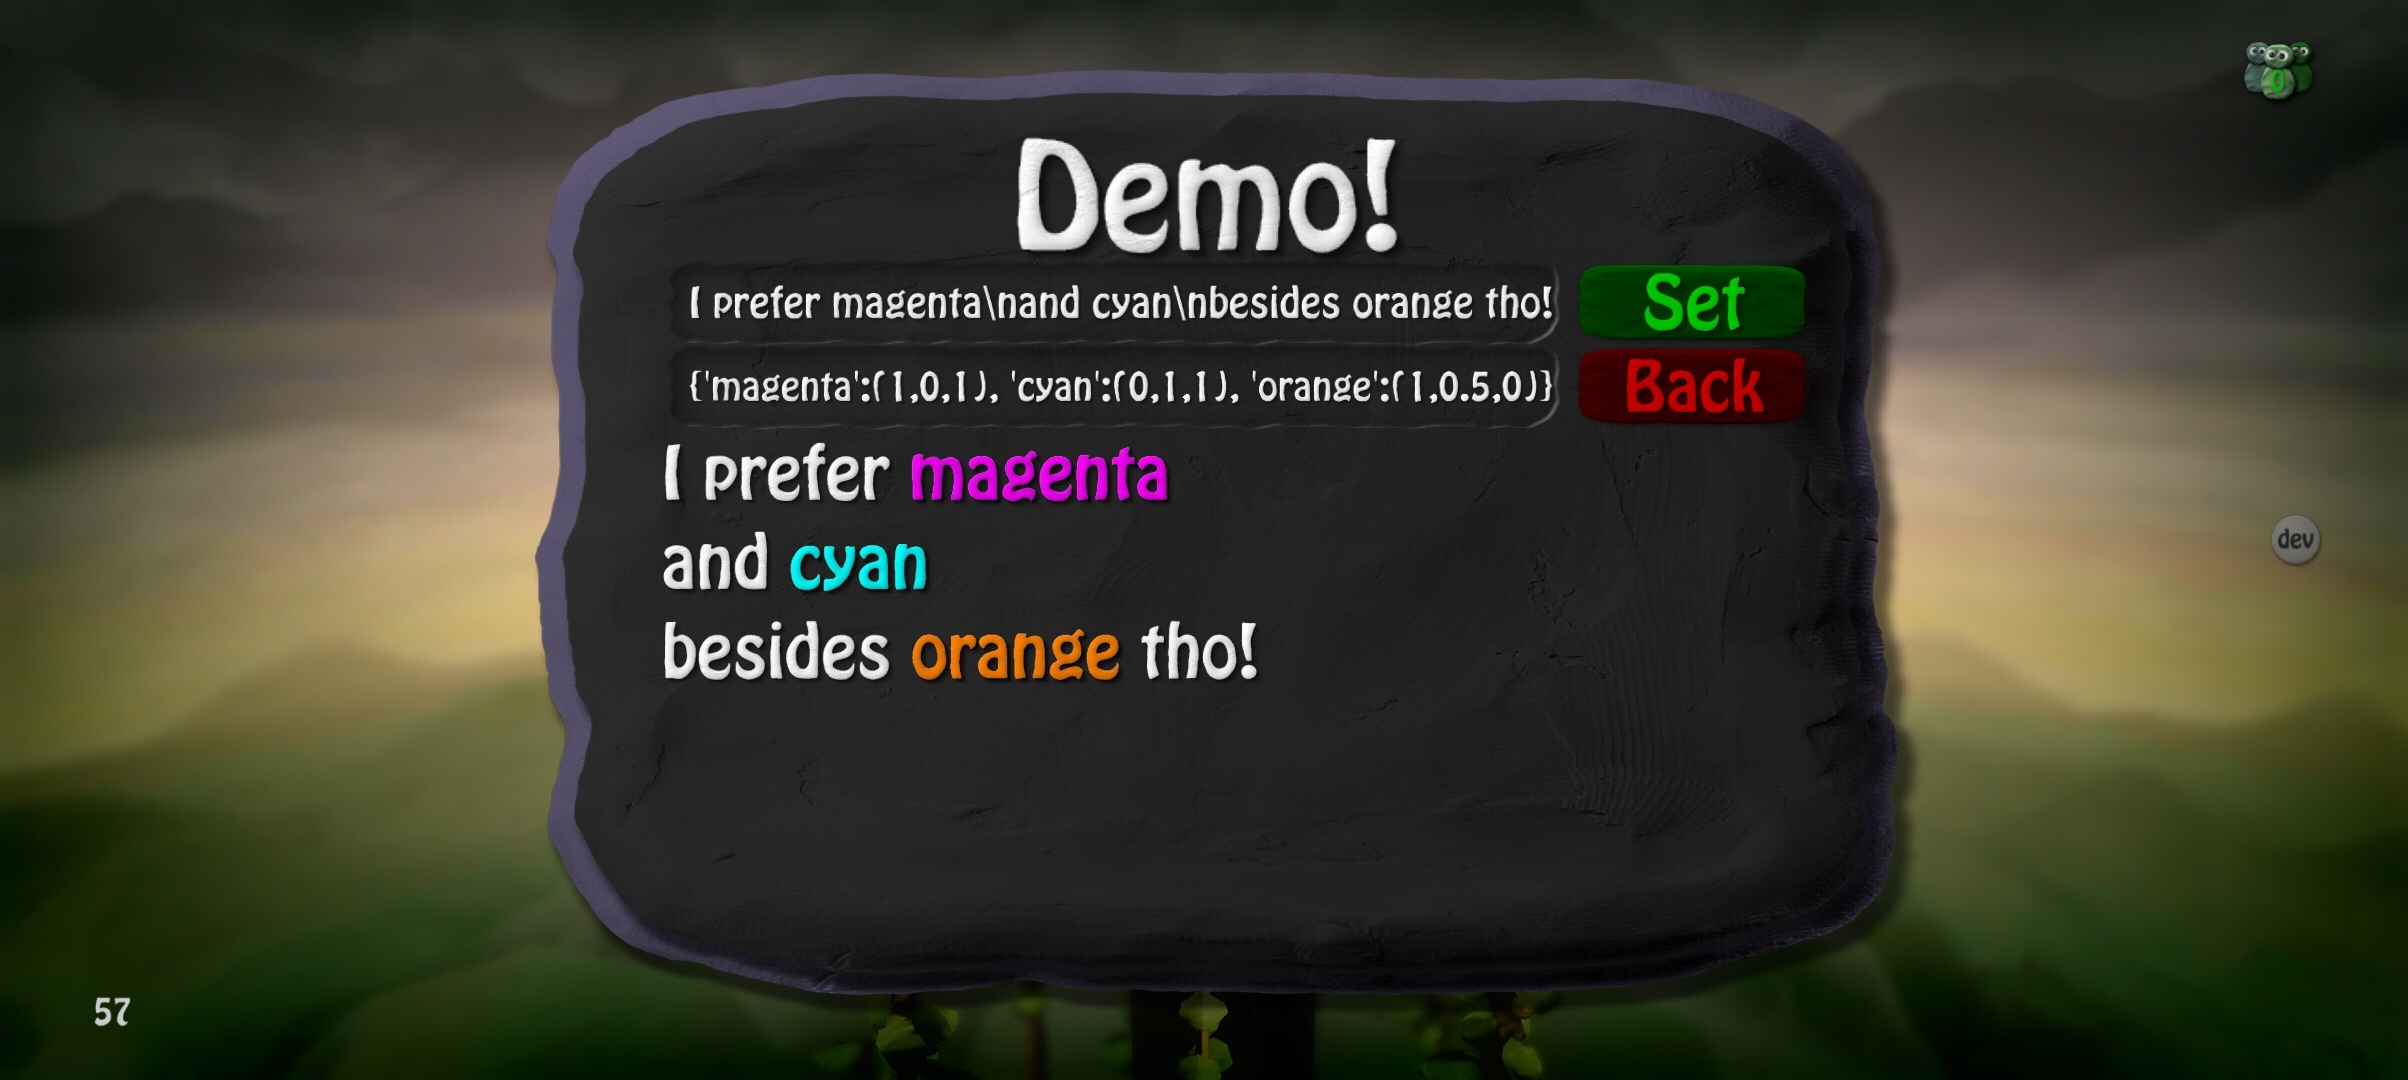 0
Demo!
I prefer magenta\nand cyan\nbesides orange tho!
Set
{'magenta':(1,0,1), 'cyan':(0,1,1), 'orange':(1,0.5,0)}
Back
I prefer magenta
and cyan
dev
besides orange tho!
57